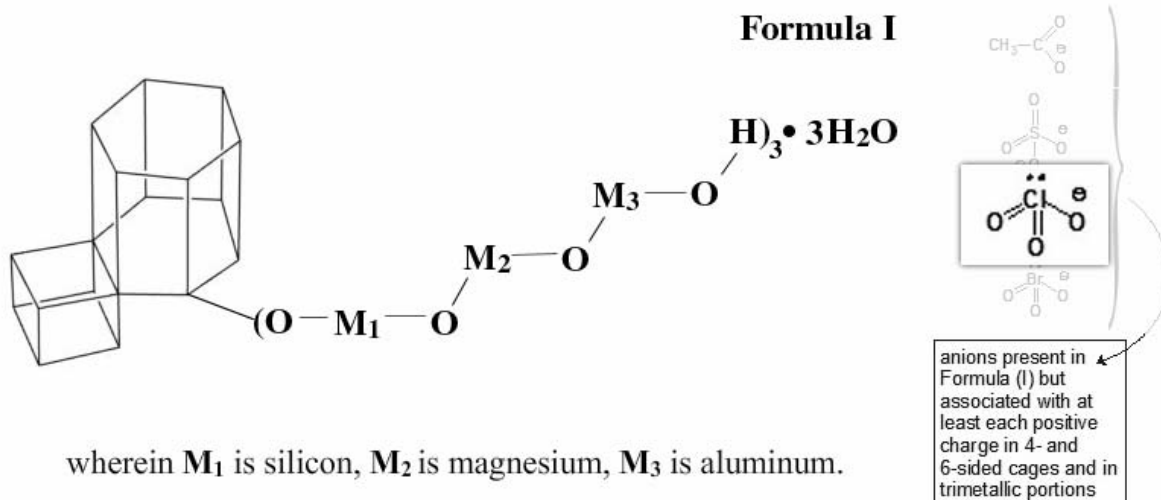 Formula I
CH₃—C O ⊖ O
O O S O ⊖
(O—M₁—O M₂—O M₃—O H)₃• 3H₂O
O Cl O ⊖ O
O Br O ⊖ O
anions present in
Formula (I) but
associated with at
least each positive
charge in 4- and
6-sided cages and in
trimetallic portions
wherein M₁ is silicon, M₂ is magnesium, M₃ is aluminum.